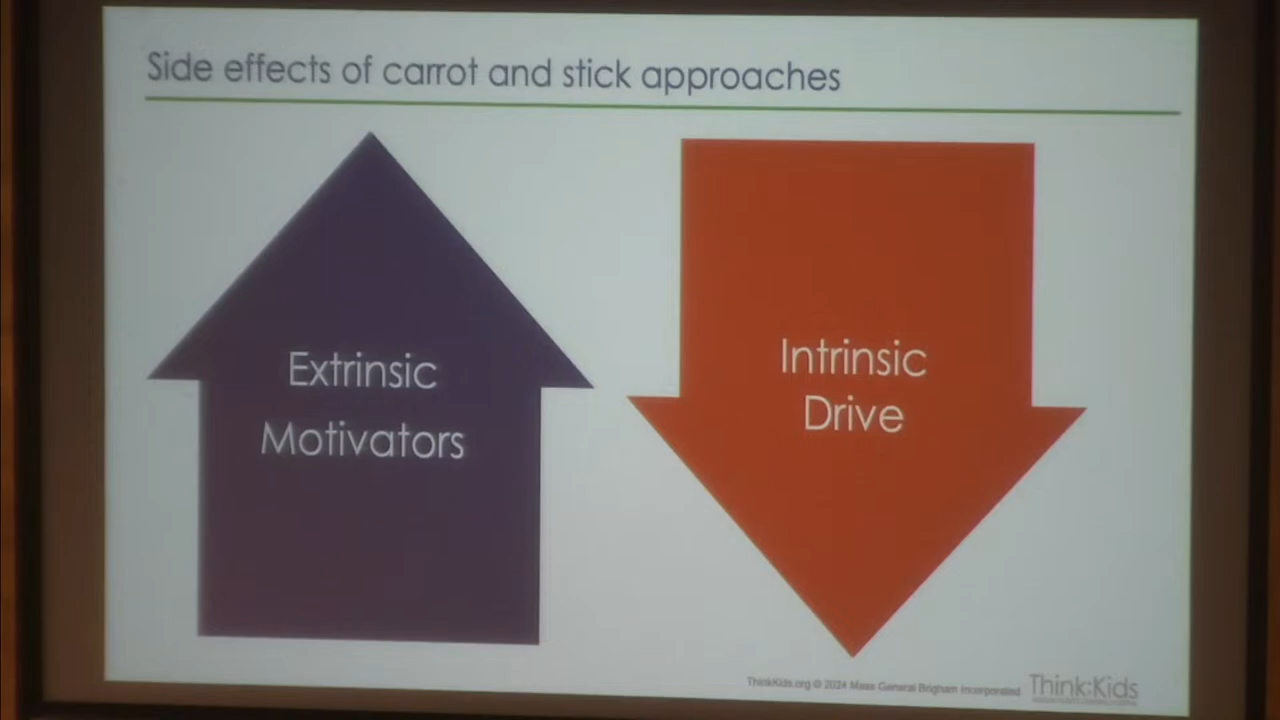 Side effects of carrot and stick approaches
Extrinsic
Motivators
Intrinsic
Drive
ThinkKids.org © 2024 Mass General Brigham Incorporated
Think:Kids